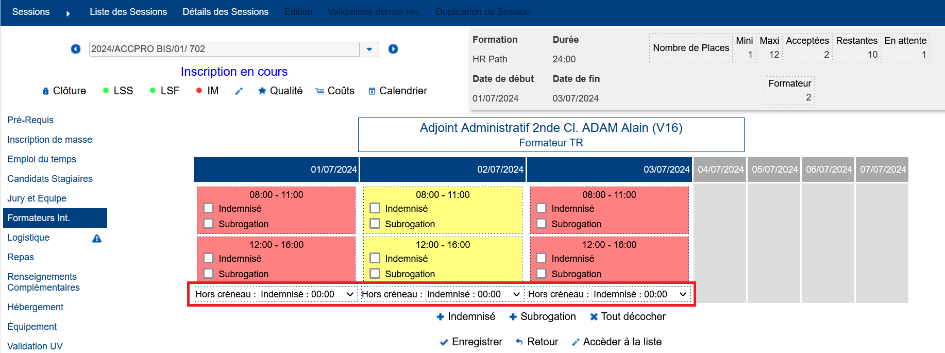 Sessions Liste des Sessions Détails des Sessions Edition Validations dernier niv. Duplication de Session
2024/ACCPRO BIS/01/ 702
Inscription en cours
Clôture LSS LSF IM Qualité Coûts Calendrier
Formation Durée
HR Path 24:00
Date de début Date de fin
01/07/2024 03/07/2024
Nombre de Places Mini Maxi Acceptées Restantes En attente
1 12 2 10 1
Formateur
2
Pré-Requis
Inscription de masse
Emploi du temps
Candidats Stagiaires
Jury et Equipe
Formateurs Int.
Logistique
Repas
Renseignements
Complémentaires
Hébergement
Équipement
Validation UV
Adjoint Administratif 2nde Cl. ADAM Alain (V16)
Formateur TR
01/07/2024 02/07/2024 03/07/2024 04/07/2024 05/07/2024 06/07/2024 07/07/2024
08:00 - 11:00 08:00 - 11:00 08:00 - 11:00
Indemnisé Indemnisé Indemnisé
Subrogation Subrogation Subrogation
12:00 - 16:00 12:00 - 16:00 12:00 - 16:00
Indemnisé Indemnisé Indemnisé
Subrogation Subrogation Subrogation
Hors crèneau : Indemnisé : 00:00 Hors crèneau : Indemnisé : 00:00 Hors crèneau : Indemnisé : 00:00
Indemnisé Subrogation Tout décocher
Enregistrer Retour Accèder à la liste